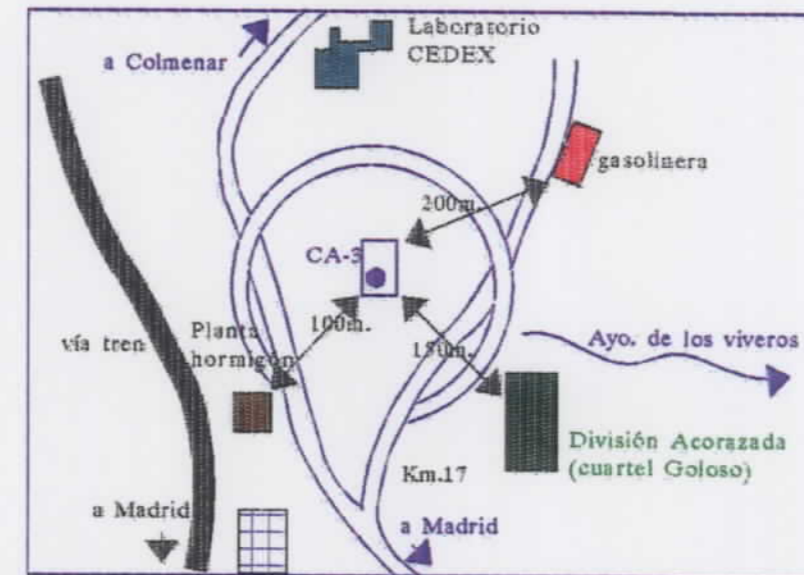 Laboratorio
CEDEX
a Colmenar
gasolinera
200m.
CA-3
100m.
Planta
hormigón
vía tren
150m.
Ayo. de los viveros
División Acorazada
(cuartel Goloso)
Km.17
a Madrid
a Madrid